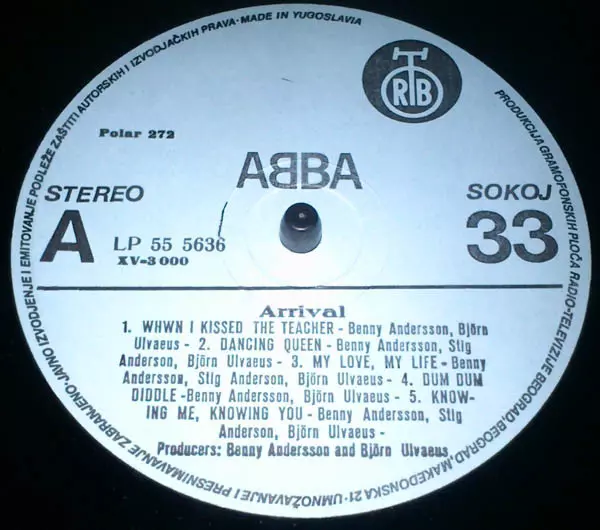 JAVNO IZVODJENJE I EMITOVANJE PODLEŽE ZAŠTITI AUTORSKIH I IZVODJAČKIH PRAVA · MADE IN YUGOSLAVIA
PRODUKCIJA GRAMOFONSKIH PLOČA RADIO-TELEVIZIJE BEOGRAD, BEOGRAD, MAKEDONSKA 21 · UMNOŽAVANJE I PRESNIMAVANJE ZABRANJENO ·
RTB
Polar 272
ABBA
STEREO
SOKOJ
A
33
LP 55 5636
XV-3 000
Arrival
1. WHWN I KISSED THE TEACHER - Benny Andersson, Björn
Ulvaeus - 2. DANCING QUEEN - Benny Andersson, Stig
Anderson, Björn Ulvaeus - 3. MY LOVE, MY LIFE - Benny
Andersson, Stig Anderson, Björn Ulvaeus - 4. DUM DUM
DIDDLE-Benny Andersson, Björn Ulvaeus - 5. KNOW-
ING ME, KNOWING YOU - Benny Andersson, Stig
Anderson, Björn Ulvaeus -
Producers: Benny Andersson and Björn Ulvaeus